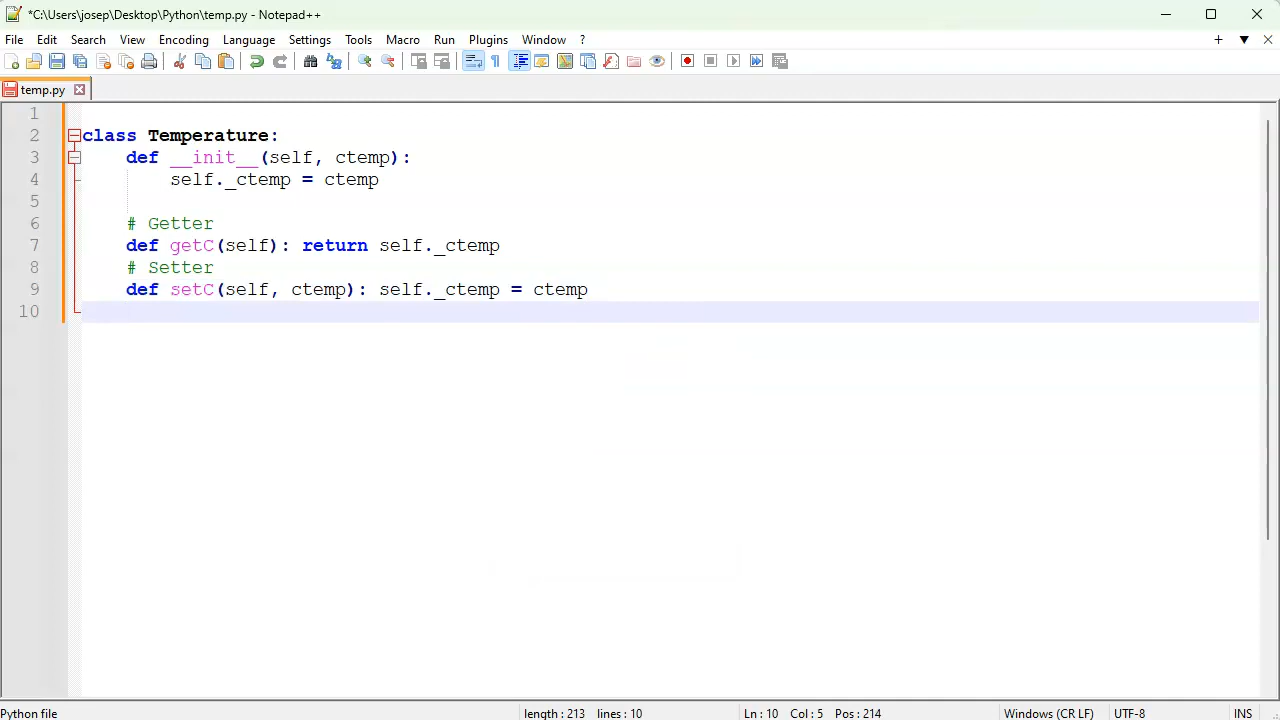 *C:\Users\josep\Desktop\Python\temp.py - Notepad++
File Edit Search View Encoding Language Settings Tools Macro Run Plugins Window ?
temp.py
1
2 class Temperature:
3 def __init__(self, ctemp):
4 self._ctemp = ctemp
5
6 # Getter
7 def getC(self): return self._ctemp
8 # Setter
9 def setC(self, ctemp): self._ctemp = ctemp
10
Python file length : 213 lines : 10 Ln : 10 Col : 5 Pos : 214 Windows (CR LF) UTF-8 INS